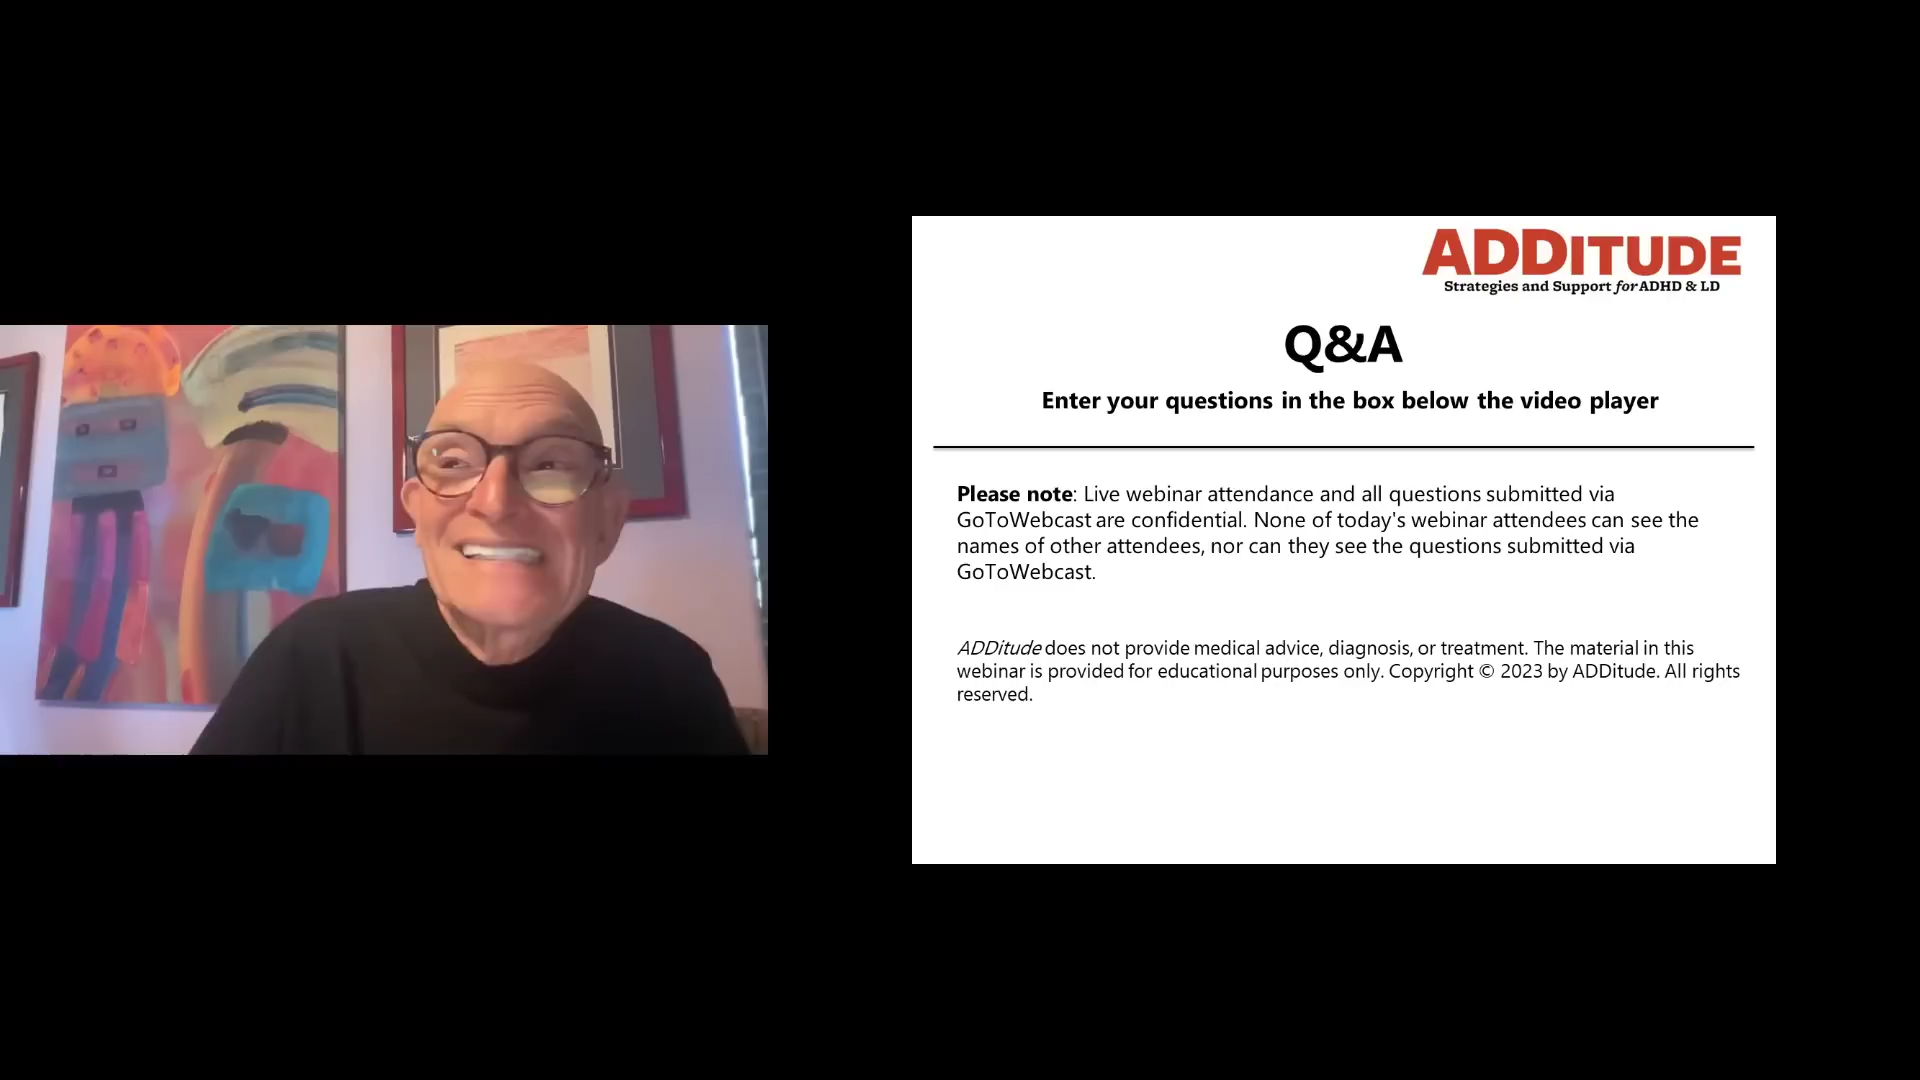 ADDITUDE
Strategies and Support for ADHD & LD
Q&A
Enter your questions in the box below the video player
Please note: Live webinar attendance and all questions submitted via
GoToWebcast are confidential. None of today's webinar attendees can see the
names of other attendees, nor can they see the questions submitted via
GoToWebcast.
ADDitude does not provide medical advice, diagnosis, or treatment. The material in this
webinar is provided for educational purposes only. Copyright © 2023 by ADDitude. All rights
reserved.